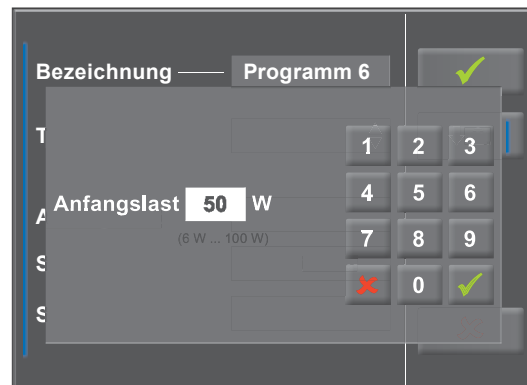 Bezeichnung Programm 6
T
1 2 3
Anfangslast 50 W
4 5 6
A
(6 W ... 100 W)
7 8 9
S
0
S